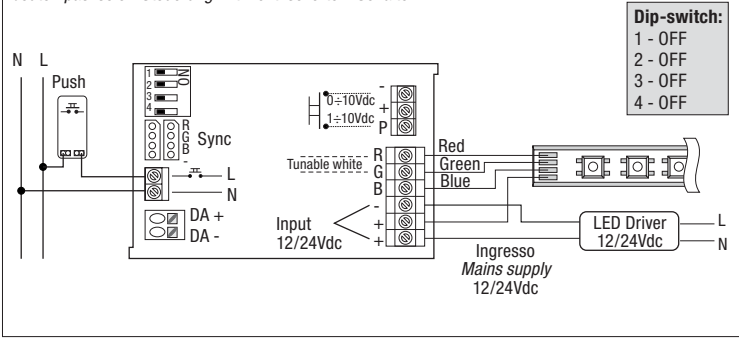 Dip-switch:
1 - OFF
2 - OFF
3 - OFF
4 - OFF
N L
Push
1
2
3
4
NO
R
G
B
-
Sync
L
N
DA +
DA -
0÷10Vdc
1÷10Vdc
-
+
P
Tunable white
R
G
B
-
+
+
Input
12/24Vdc
Red
Green
Blue
LED Driver
12/24Vdc
L
N
Ingresso
Mains supply
12/24Vdc